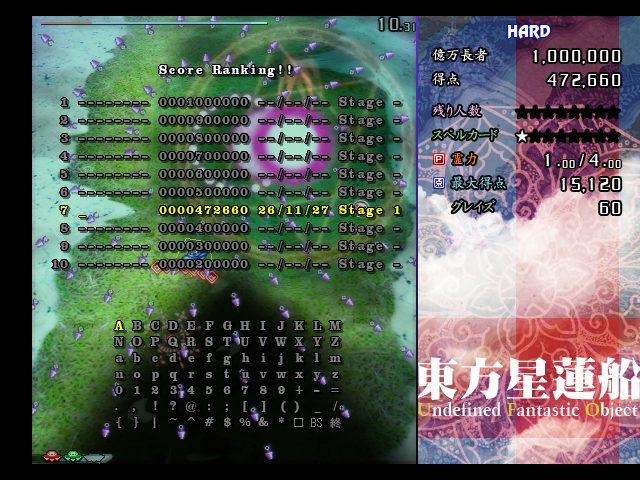 10.31
Score Ranking!!
1 -------- 0001000000 --/--/-- Stage -
2 -------- 0000900000 --/--/-- Stage -
3 -------- 0000800000 --/--/-- Stage -
4 -------- 0000700000 --/--/-- Stage -
5 -------- 0000600000 --/--/-- Stage -
6 -------- 0000500000 --/--/-- Stage -
7 _ 0000472660 26/11/27 Stage 1
8 -------- 0000400000 --/--/-- Stage -
9 -------- 0000300000 --/--/-- Stage -
10 -------- 0000200000 --/--/-- Stage -
A B C D E F G H I J K L M
N O P Q R S T U V W X Y Z
a b c d e f g h i j k l m
n o p q r s t u v w x y z
0 1 2 3 4 5 6 7 8 9 + - =
. , ! ? @ : ; [ ] ( ) _ /
{ } | ~ ^ # $ % & * □ BS 終
HARD
億万長者 1,000,000
得点 472,660
残り人数
スペルカード
P 霊力 1.00/4.00
点 最大得点 15,120
グレイズ 60
東方星蓮船
Undefined Fantastic Object